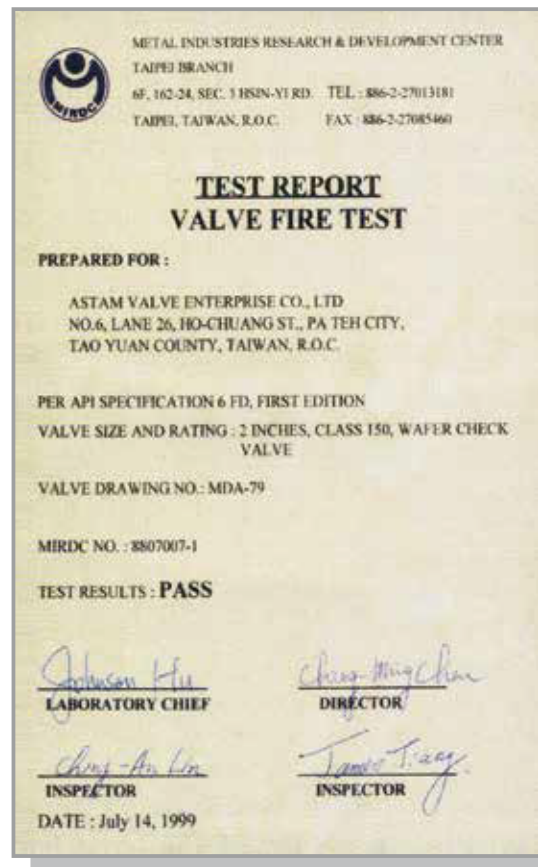 METAL INDUSTRIES RESEARCH & DEVELOPMENT CENTER
TAIPEI BRANCH
6F, 162-24, SEC. 3 HSIN-YI RD. TEL : 886-2-27013181
TAIPEI, TAIWAN, R.O.C. FAX : 886-2-27085460
MIRDC
TEST REPORT
VALVE FIRE TEST
PREPARED FOR :
ASTAM VALVE ENTERPRISE CO., LTD
NO.6, LANE 26, HO-CHUANG ST., PA TEH CITY,
TAO YUAN COUNTY, TAIWAN, R.O.C.
PER API SPECIFICATION 6 FD, FIRST EDITION
VALVE SIZE AND RATING : 2 INCHES, CLASS 150, WAFER CHECK
VALVE
VALVE DRAWING NO.: MDA-79
MIRDC NO. : 8807007-1
TEST RESULTS : PASS
Johnson Hu
LABORATORY CHIEF DIRECTOR
Ching-An Lin
INSPECTOR INSPECTOR
DATE : July 14, 1999